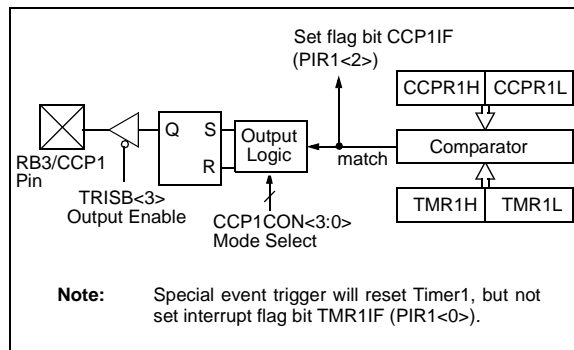 Set flag bit CCP1IF
(PIR1<2>)
CCPR1H CCPR1L
Q S
R
Output
Logic
match
Comparator
RB3/CCP1
Pin
TRISB<3>
Output Enable
CCP1CON<3:0>
Mode Select
TMR1H TMR1L
Note: Special event trigger will reset Timer1, but not
set interrupt flag bit TMR1IF (PIR1<0>).